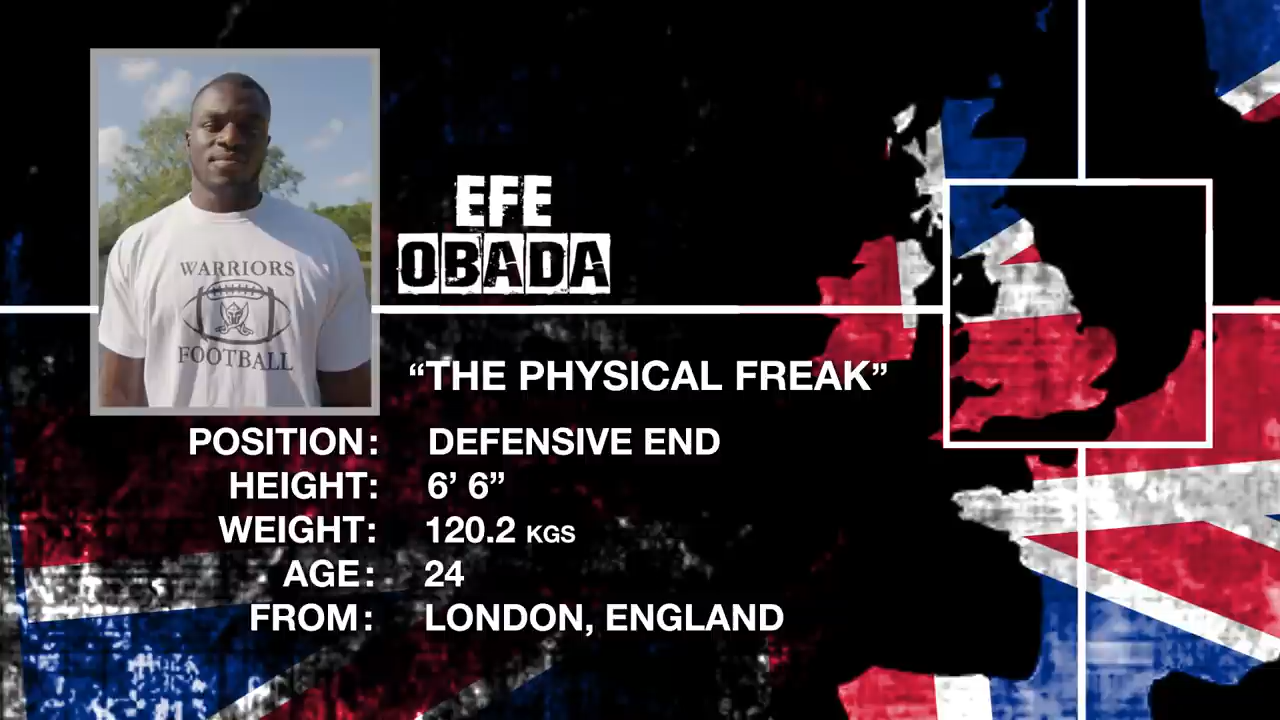 EFE
OBADA
WARRIORS
FOOTBALL
“THE PHYSICAL FREAK”
POSITION: DEFENSIVE END
HEIGHT: 6’ 6”
WEIGHT: 120.2 KGS
AGE: 24
FROM: LONDON, ENGLAND